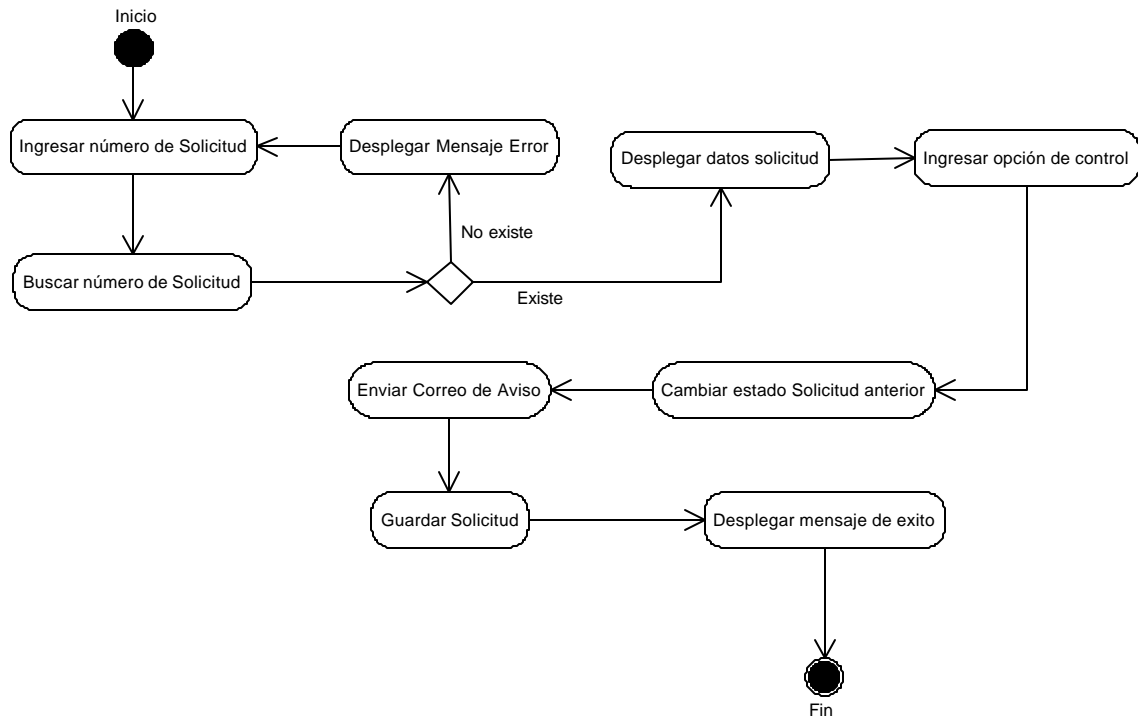 Inicio
Ingresar número de Solicitud
Desplegar Mensaje Error
Desplegar datos solicitud
Ingresar opción de control
No existe
Buscar número de Solicitud
Existe
Enviar Correo de Aviso
Cambiar estado Solicitud anterior
Guardar Solicitud
Desplegar mensaje de exito
Fin